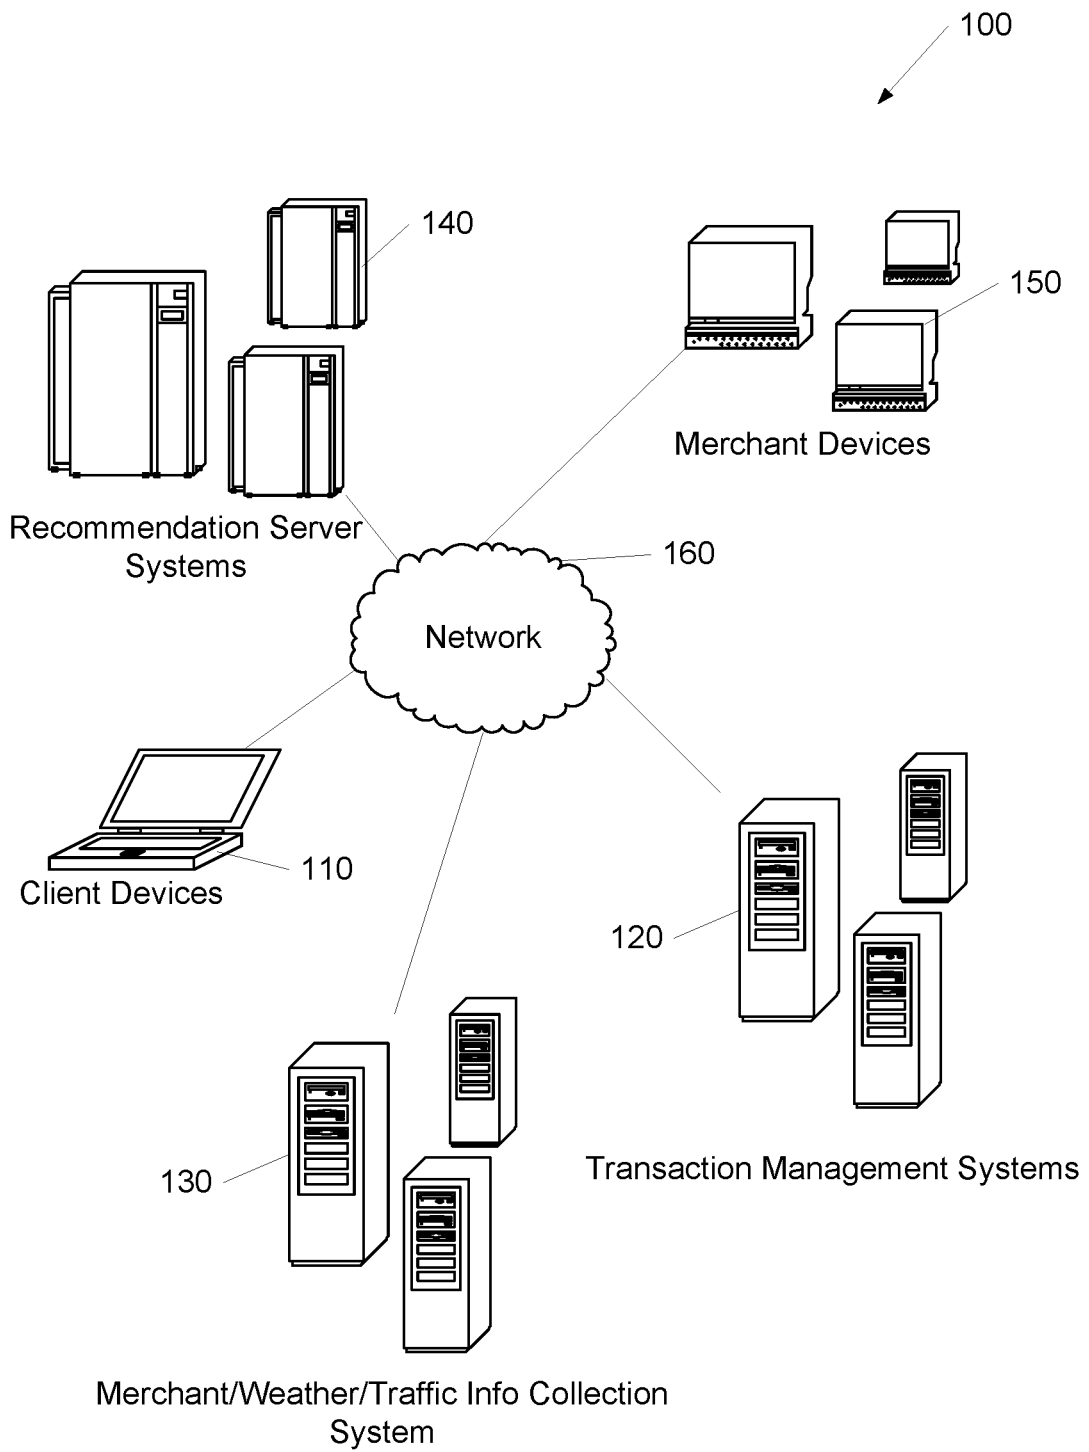 100
140
150
Merchant Devices
Recommendation Server
Systems
160
Network
110
Client Devices
120
130
Transaction Management Systems
Merchant/Weather/Traffic Info Collection
System